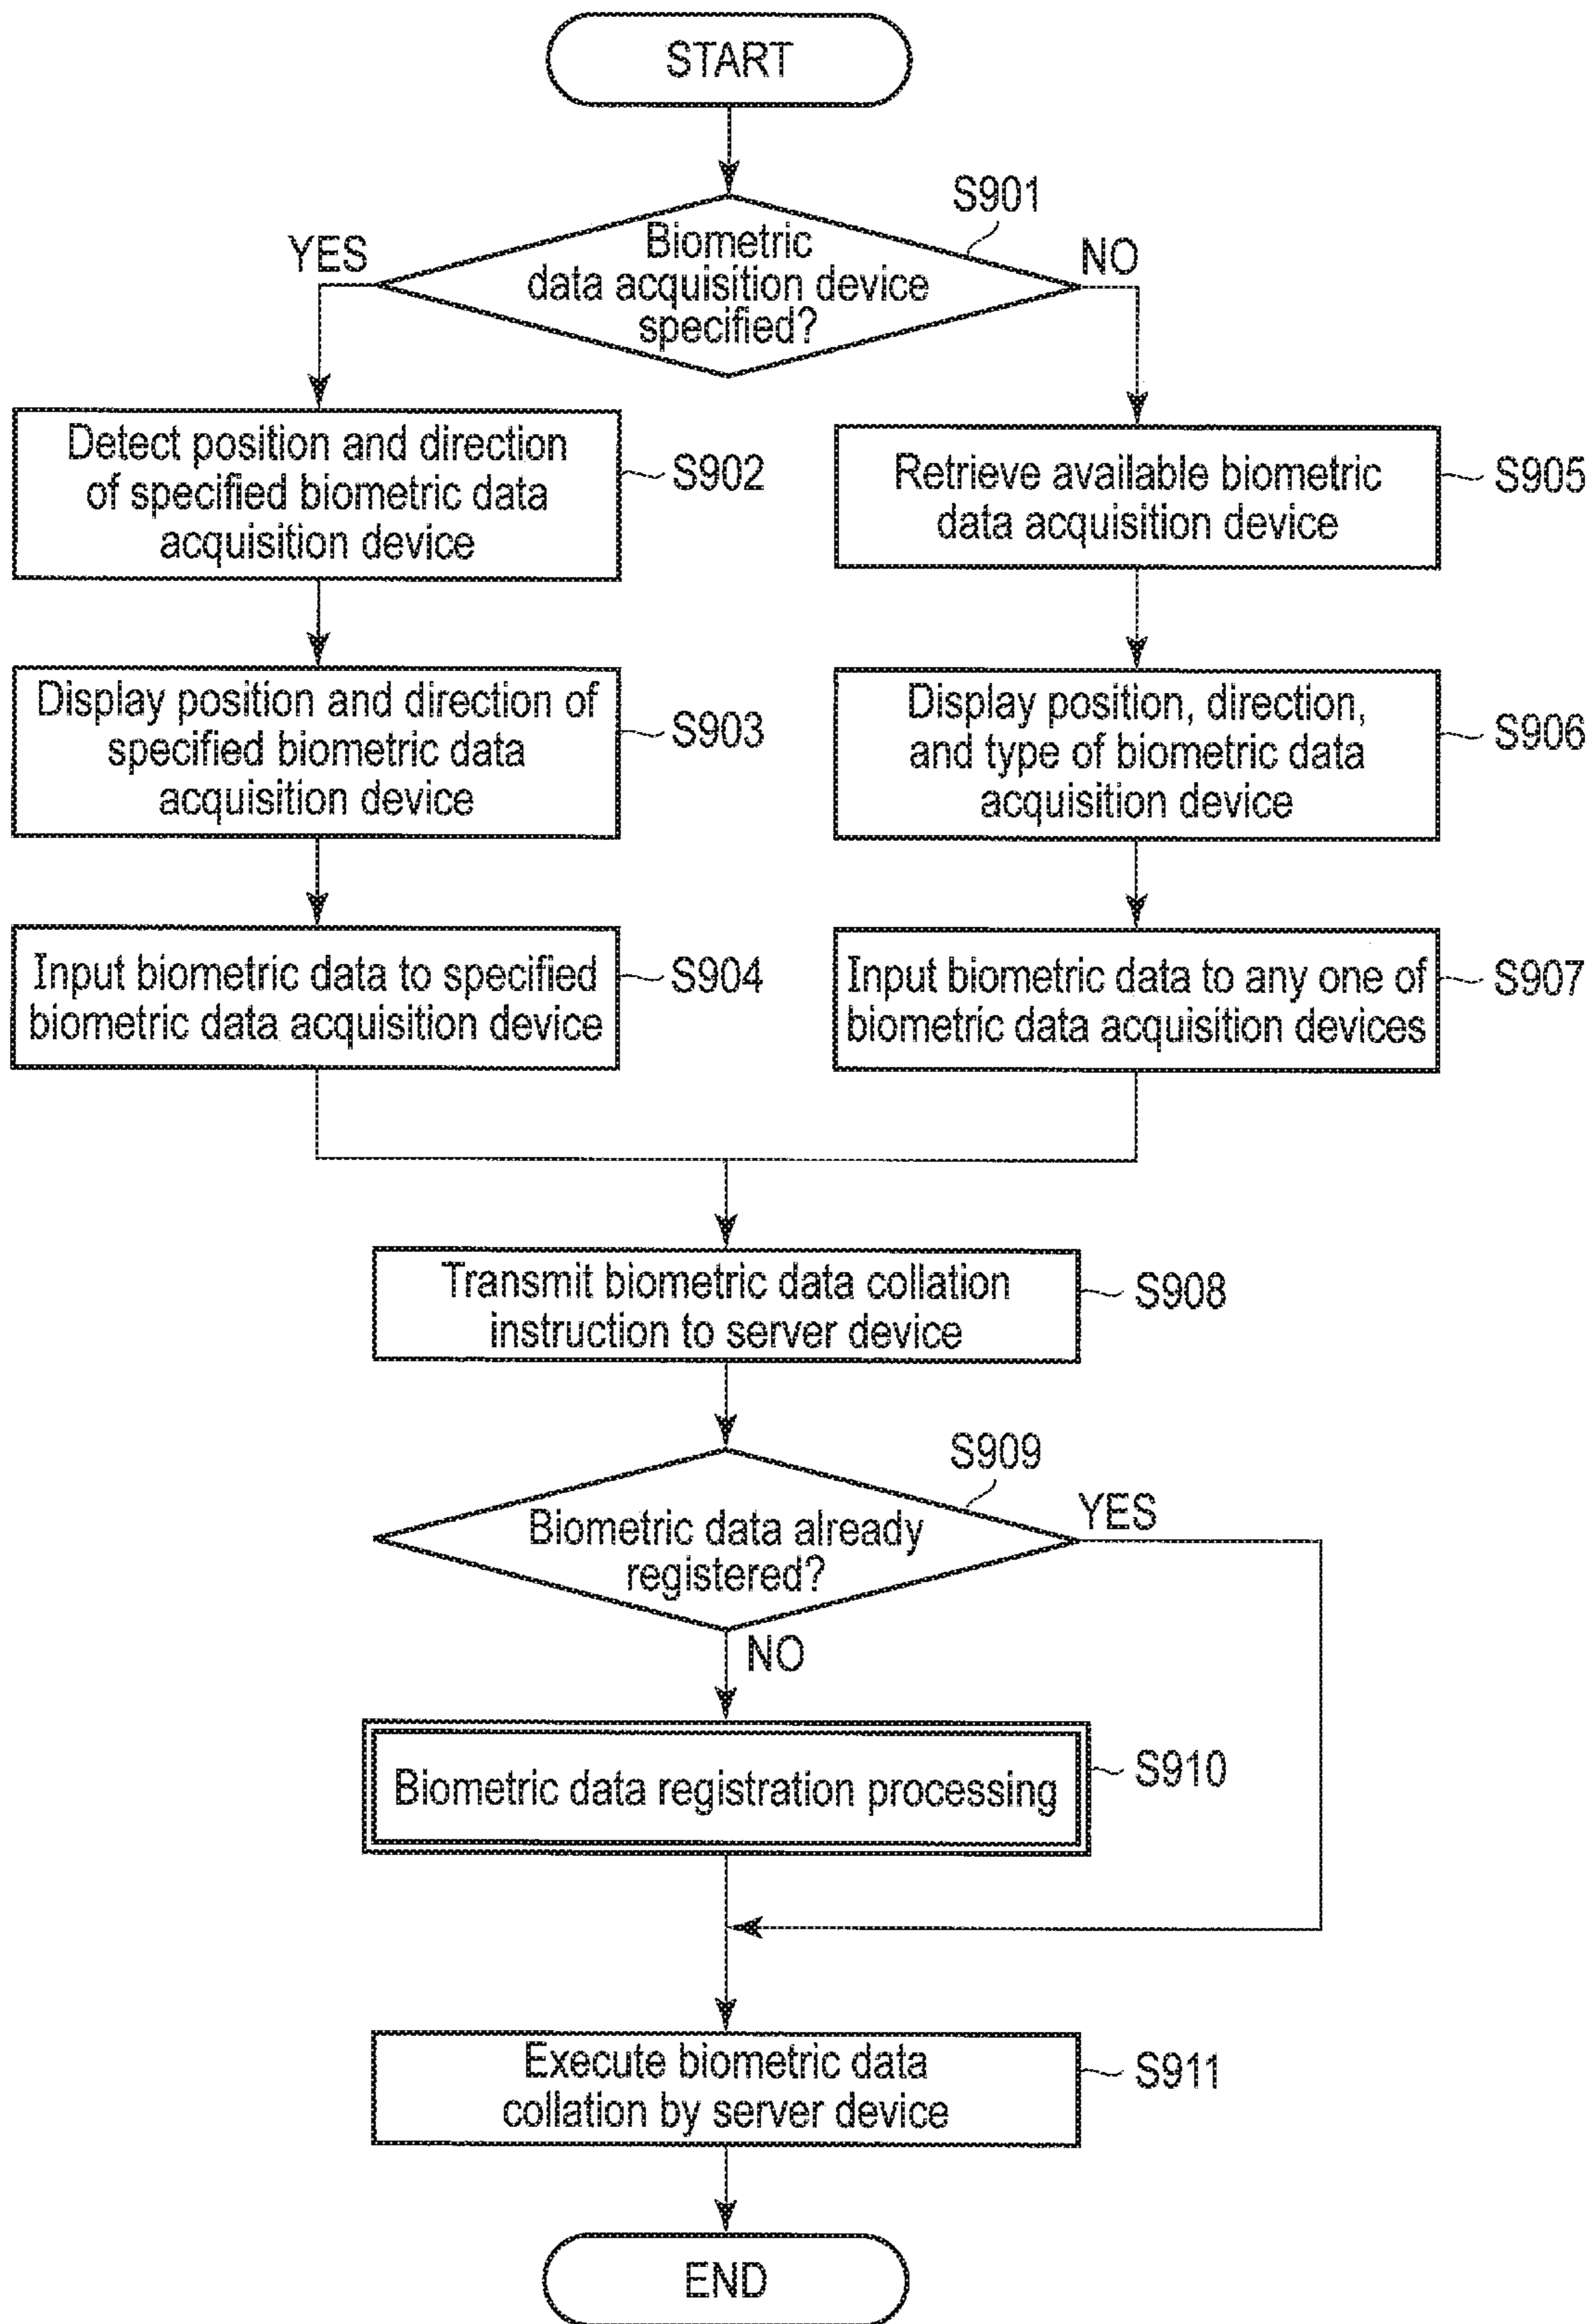 START
S901
YES
Biometric
data acquisition device
specified?
NO
Detect position and direction
of specified biometric data
acquisition device
S902
Retrieve available biometric
data acquisition device
S905
Display position and direction of
specified biometric data
acquisition device
S903
Display position, direction,
and type of biometric data
acquisition device
S906
Input biometric data to specified
biometric data acquisition device
S904
Input biometric data to any one of
biometric data acquisition devices
S907
Transmit biometric data collation
instruction to server device
S908
S909
Biometric data already
registered?
YES
NO
Biometric data registration processing
S910
Execute biometric data
collation by server device
S911
END